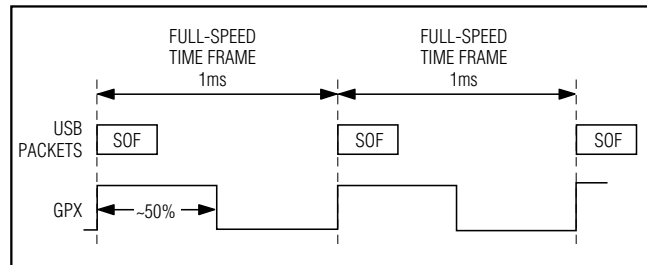 FULL-SPEED
TIME FRAME
1ms
FULL-SPEED
TIME FRAME
1ms
USB
PACKETS
SOF
SOF
SOF
GPX
~50%